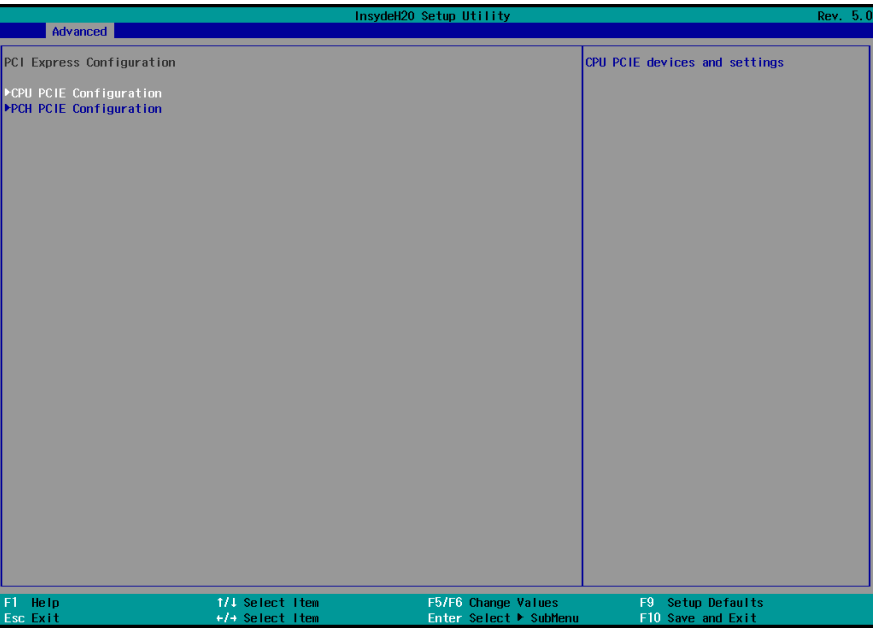 InsydeH20 Setup Utility Rev. 5.0
Advanced
PCI Express Configuration
CPU PCIE devices and settings
▶CPU PCIE Configuration
▶PCH PCIE Configuration
F1 Help ↑/↓ Select Item F5/F6 Change Values F9 Setup Defaults
Esc Exit ←/→ Select Item Enter Select ▶ SubMenu F10 Save and Exit